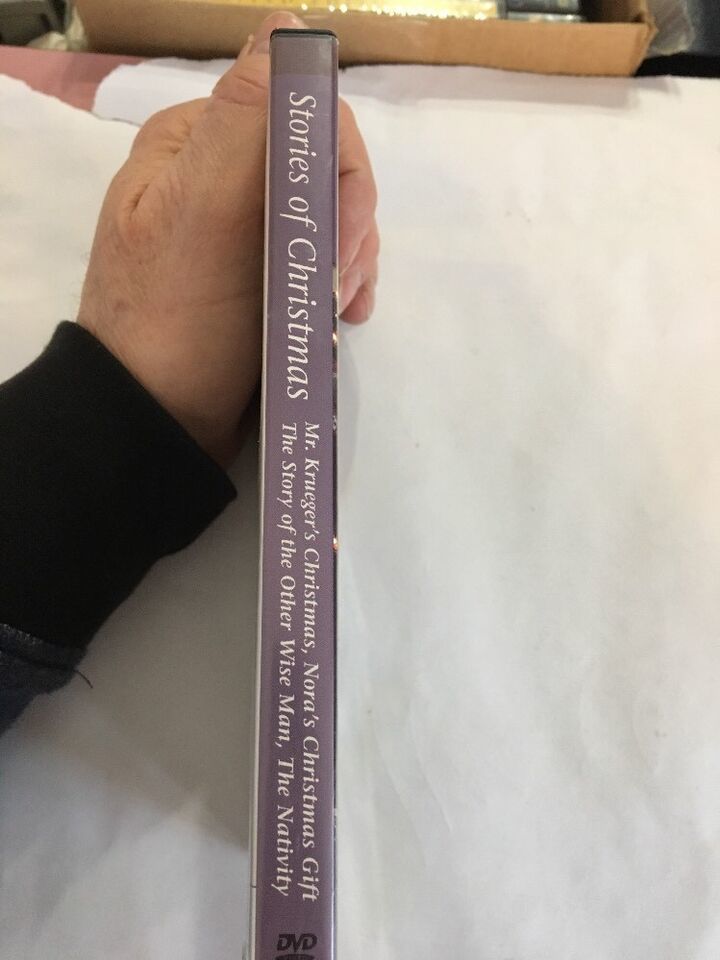 Stories of Christmas
Mr. Krueger's Christmas, Nora's Christmas Gift
The Story of the Other Wise Man, The Nativity
DVD